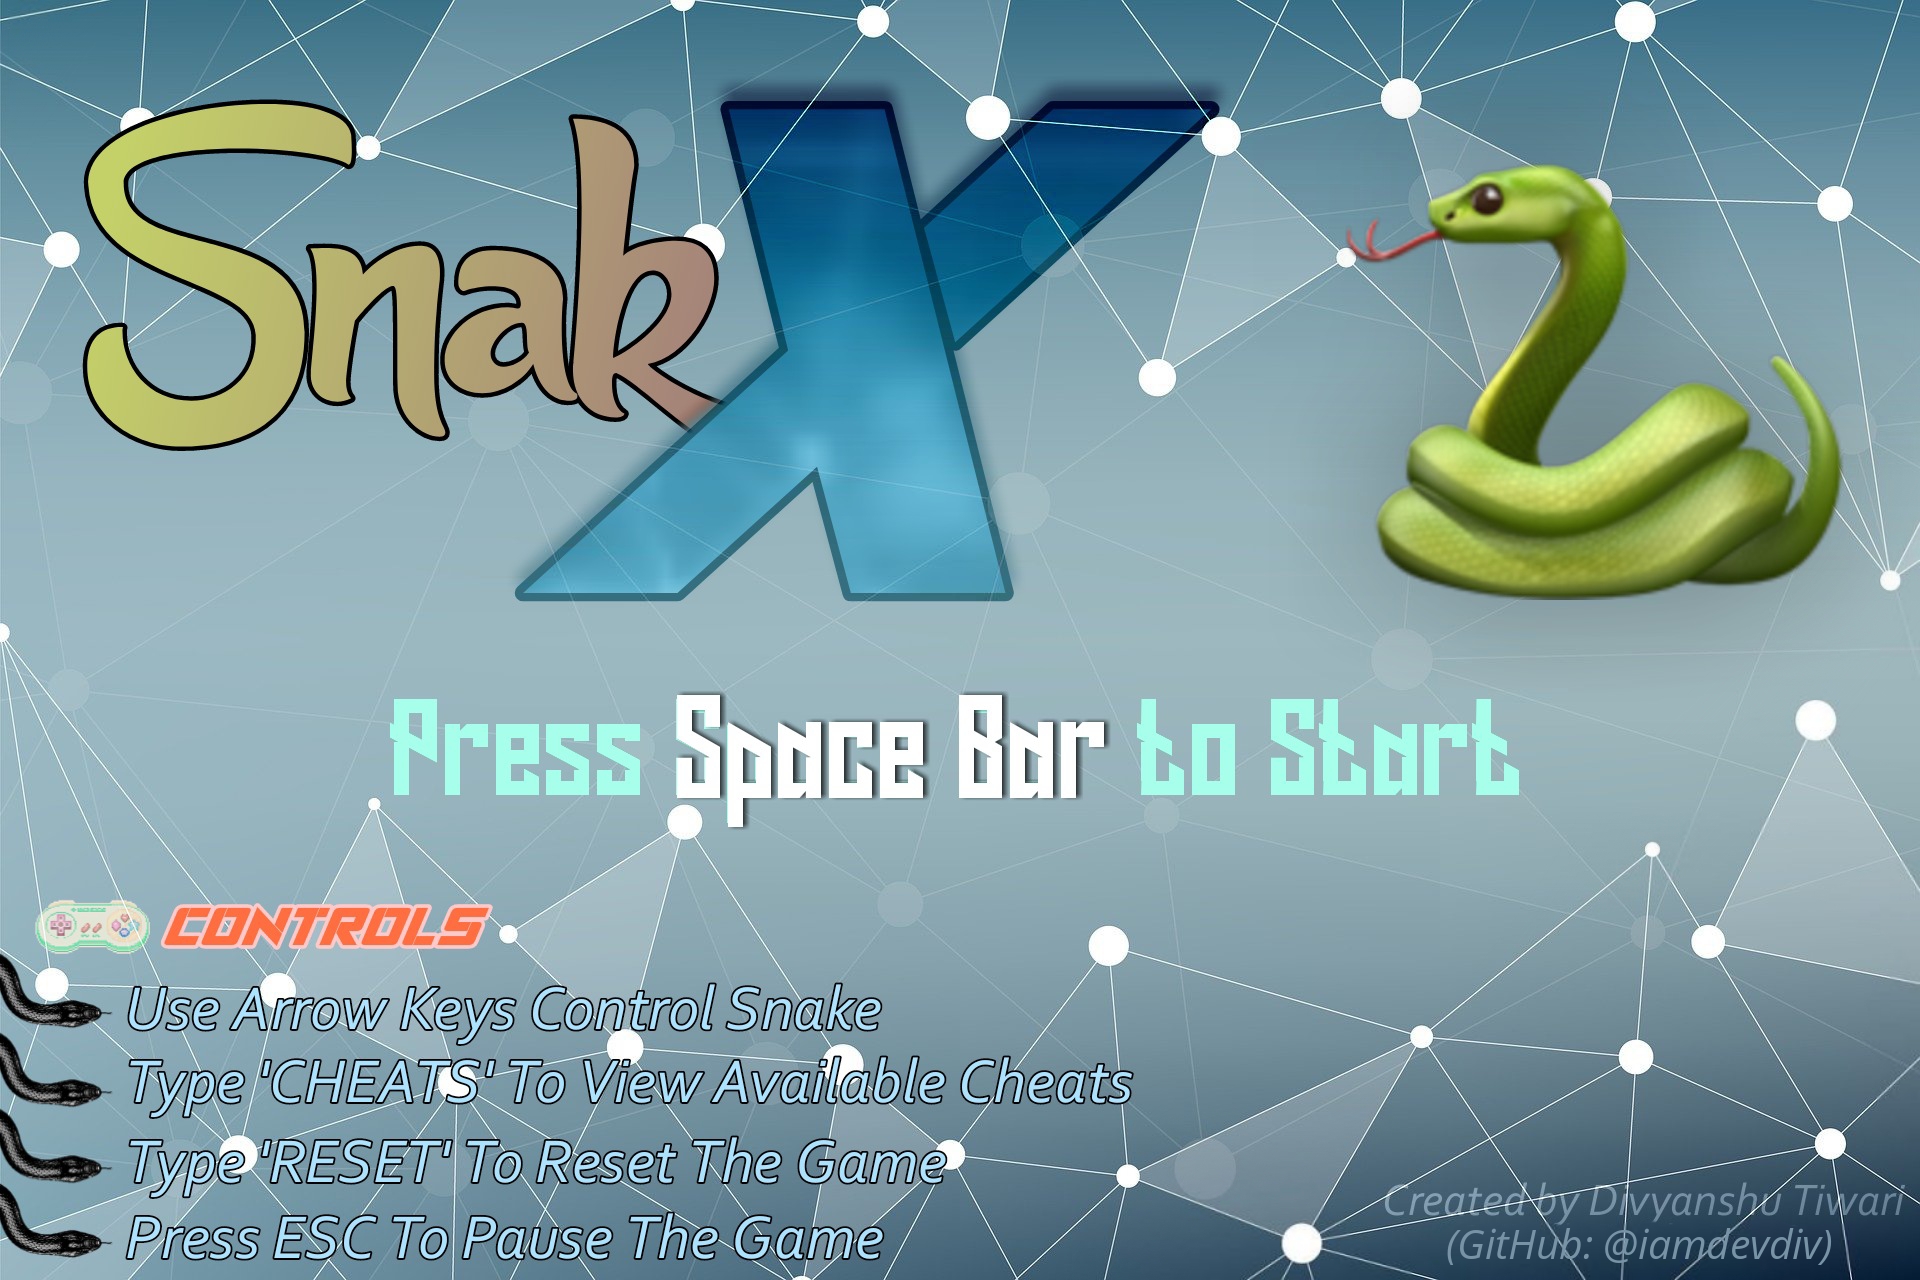 SnakX
Press Space Bar to Start
CONTROLS
Use Arrow Keys Control Snake
Type 'CHEATS' To View Available Cheats
Type 'RESET' To Reset The Game
Press ESC To Pause The Game
Created by Divyanshu Tiwari
(GitHub: @iamdevdiv)